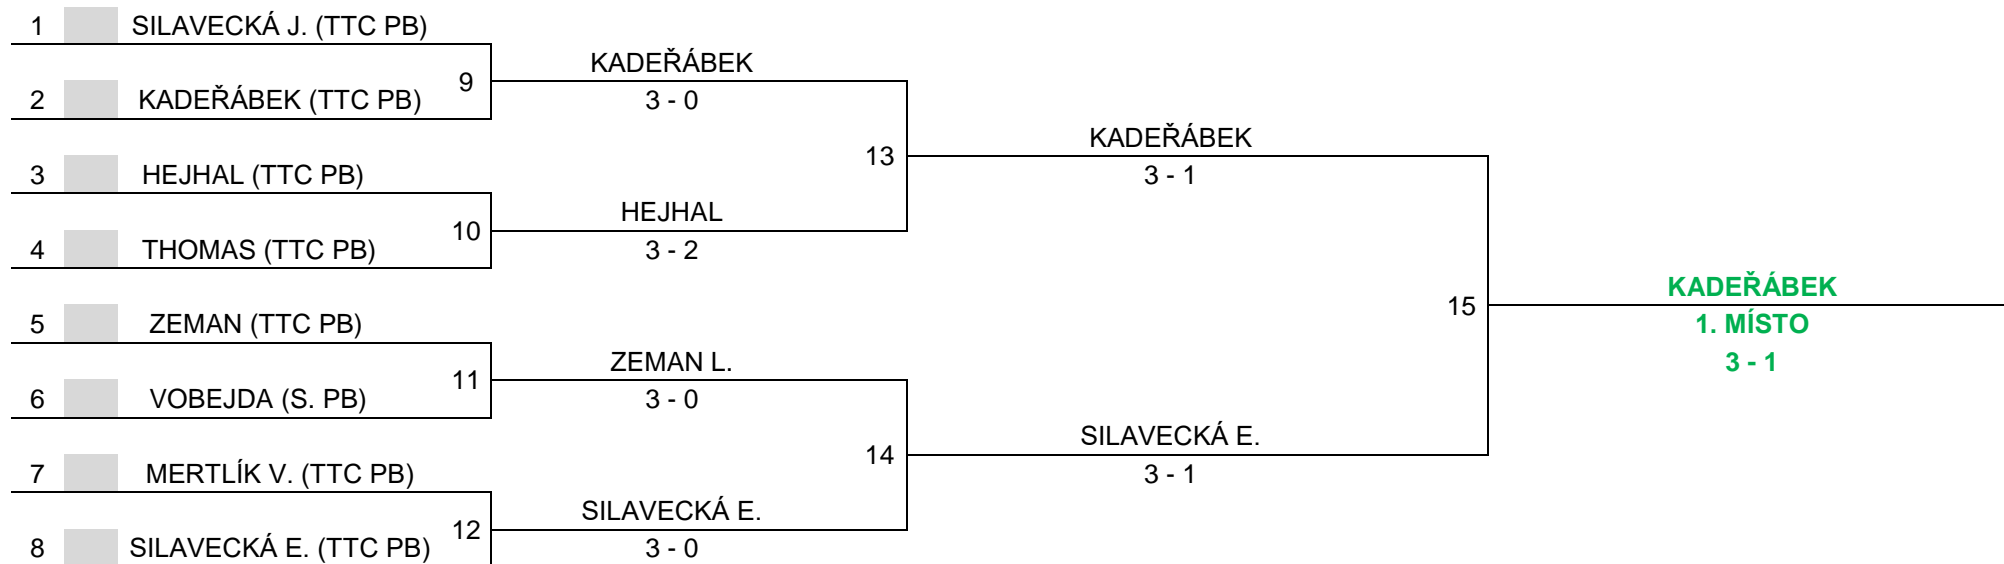 1 SILAVECKÁ J. (TTC PB)
KADEŘÁBEK
9
2 KADEŘÁBEK (TTC PB)
3 - 0
KADEŘÁBEK
13
3 HEJHAL (TTC PB)
3 - 1
HEJHAL
10
4 THOMAS (TTC PB)
3 - 2
KADEŘÁBEK
15
5 ZEMAN (TTC PB)
1. MÍSTO
ZEMAN L.
3 - 1
11
6 VOBEJDA (S. PB)
3 - 0
SILAVECKÁ E.
14
7 MERTLÍK V. (TTC PB)
3 - 1
SILAVECKÁ E.
12
8 SILAVECKÁ E. (TTC PB)
3 - 0